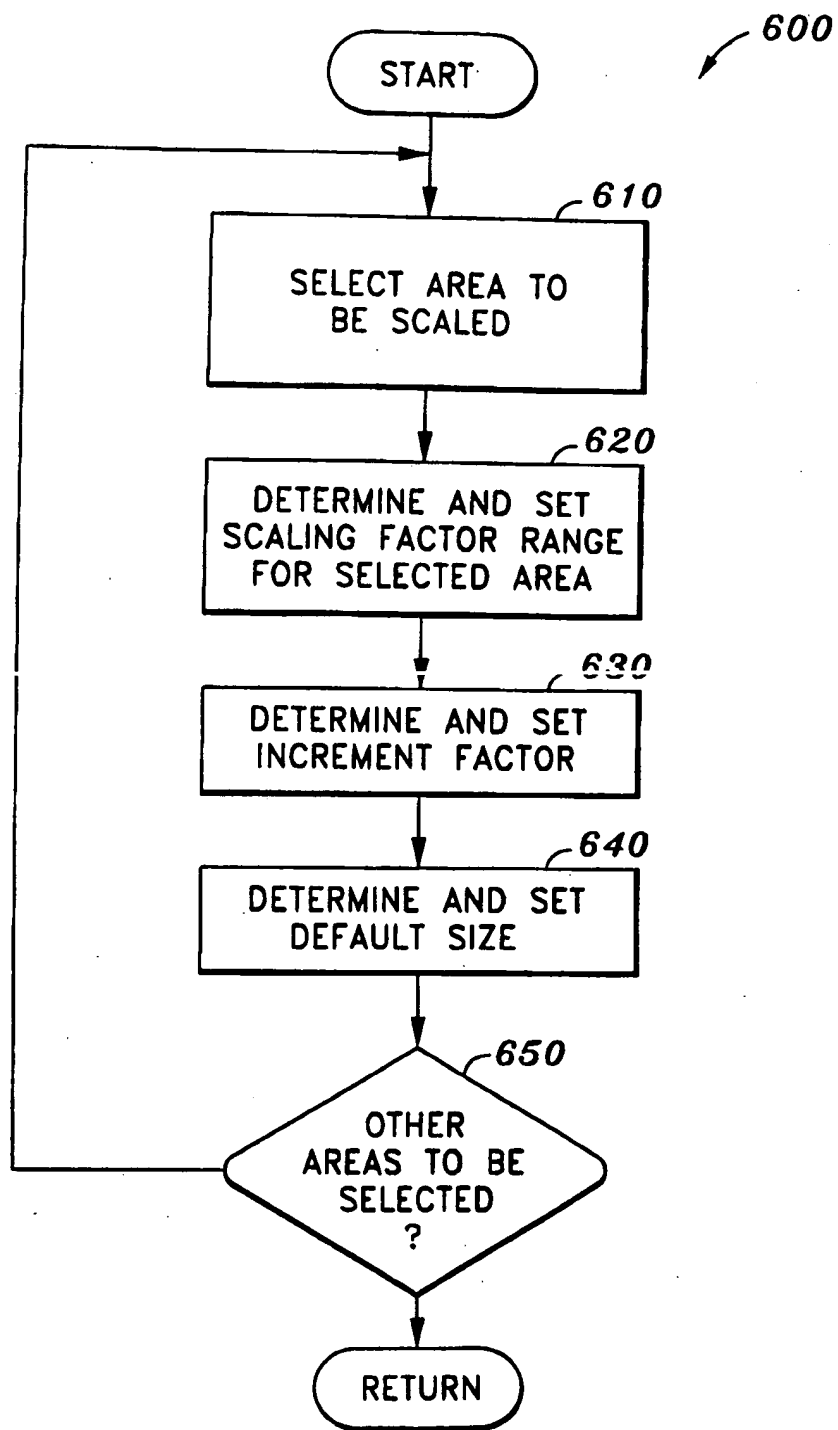 600
START
610
SELECT AREA TO
BE SCALED
620
DETERMINE AND SET
SCALING FACTOR RANGE
FOR SELECTED AREA
630
DETERMINE AND SET
INCREMENT FACTOR
640
DETERMINE AND SET
DEFAULT SIZE
650
OTHER
AREAS TO BE
SELECTED
?
RETURN